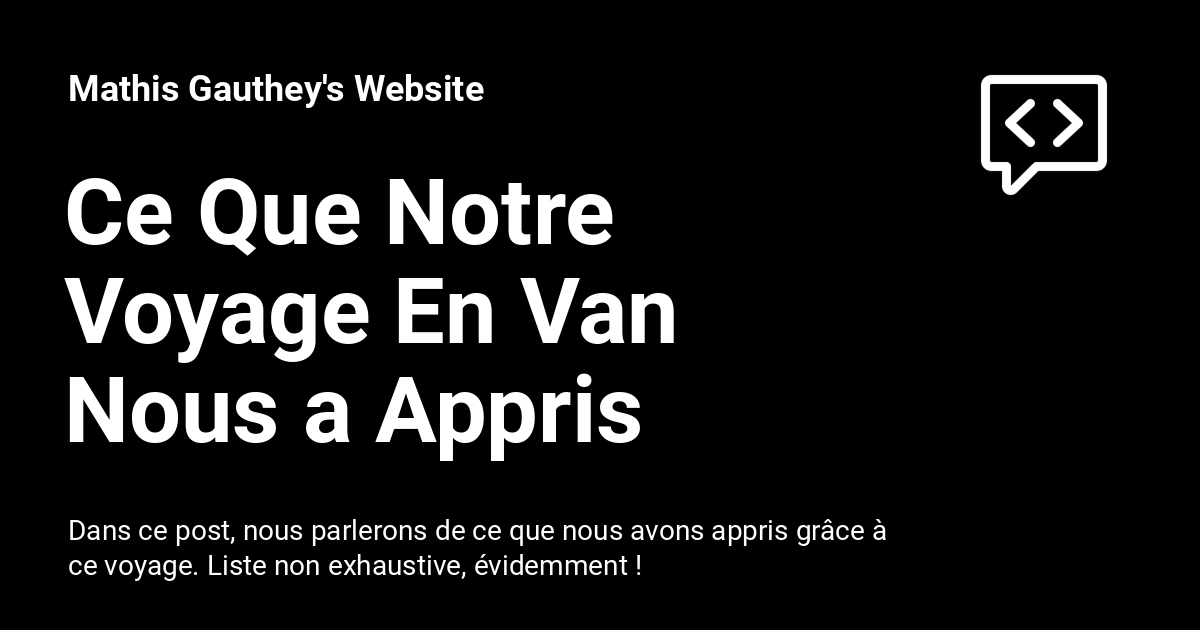 Mathis Gauthey's Website
Ce Que Notre
Voyage En Van
Nous a Appris
Dans ce post, nous parlerons de ce que nous avons appris grâce à
ce voyage. Liste non exhaustive, évidemment !